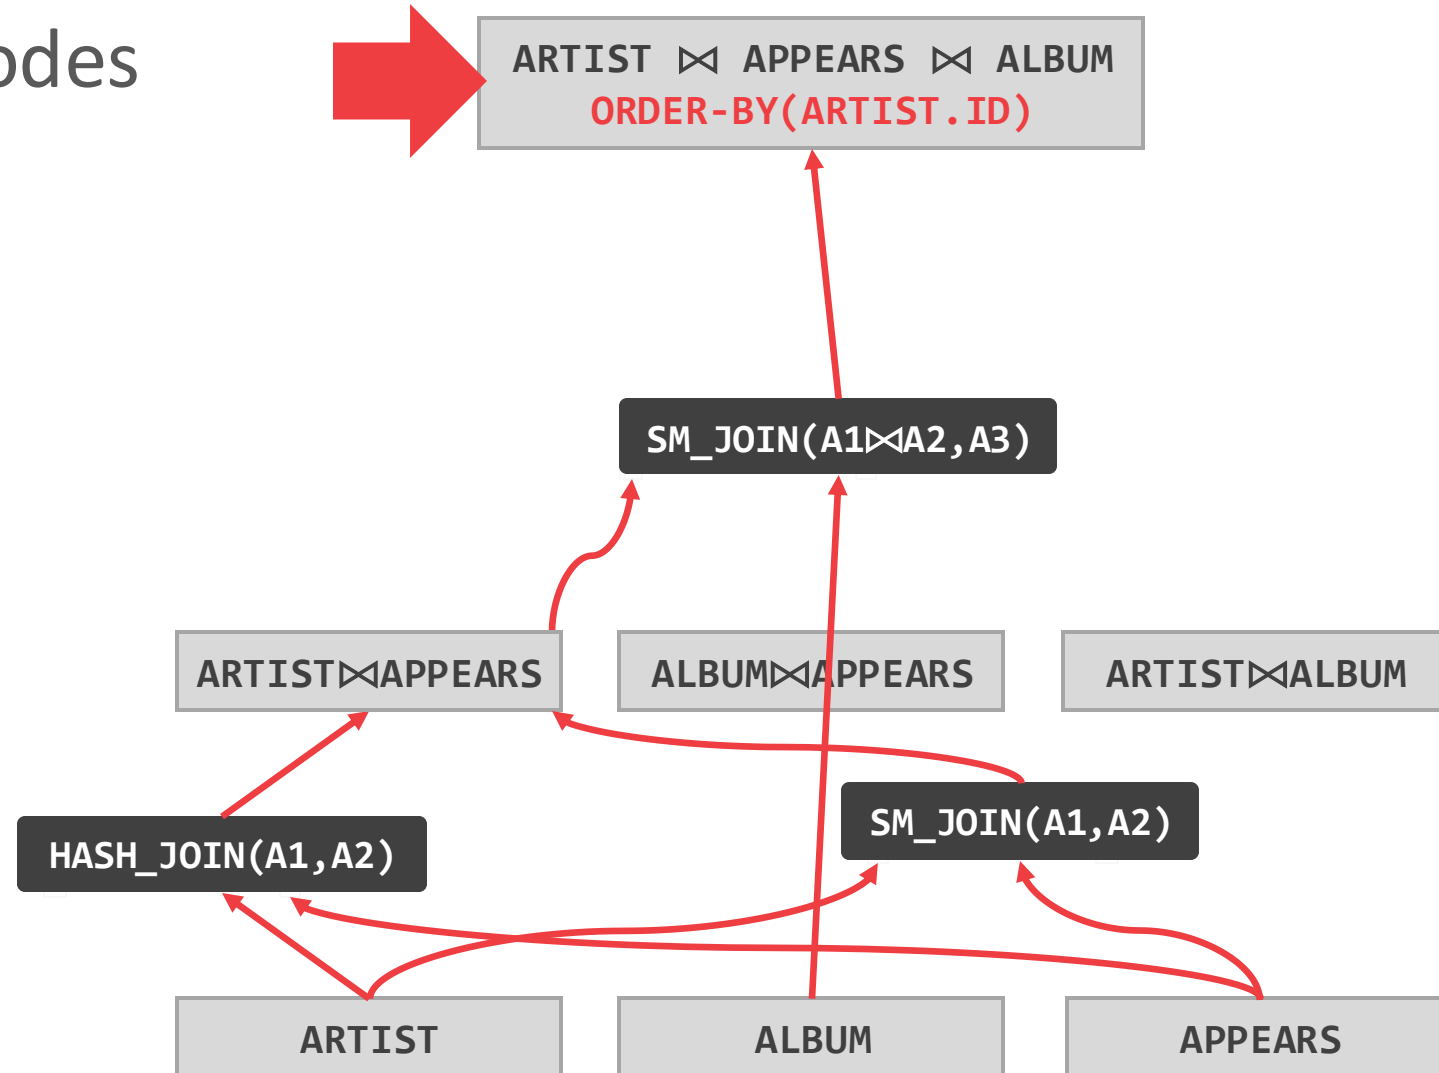 odes
ARTIST ⋈ APPEARS ⋈ ALBUM
ORDER-BY(ARTIST.ID)
SM_JOIN(A1⋈A2,A3)
ARTIST⋈APPEARS
ALBUM⋈APPEARS
ARTIST⋈ALBUM
SM_JOIN(A1,A2)
HASH_JOIN(A1,A2)
ARTIST
ALBUM
APPEARS